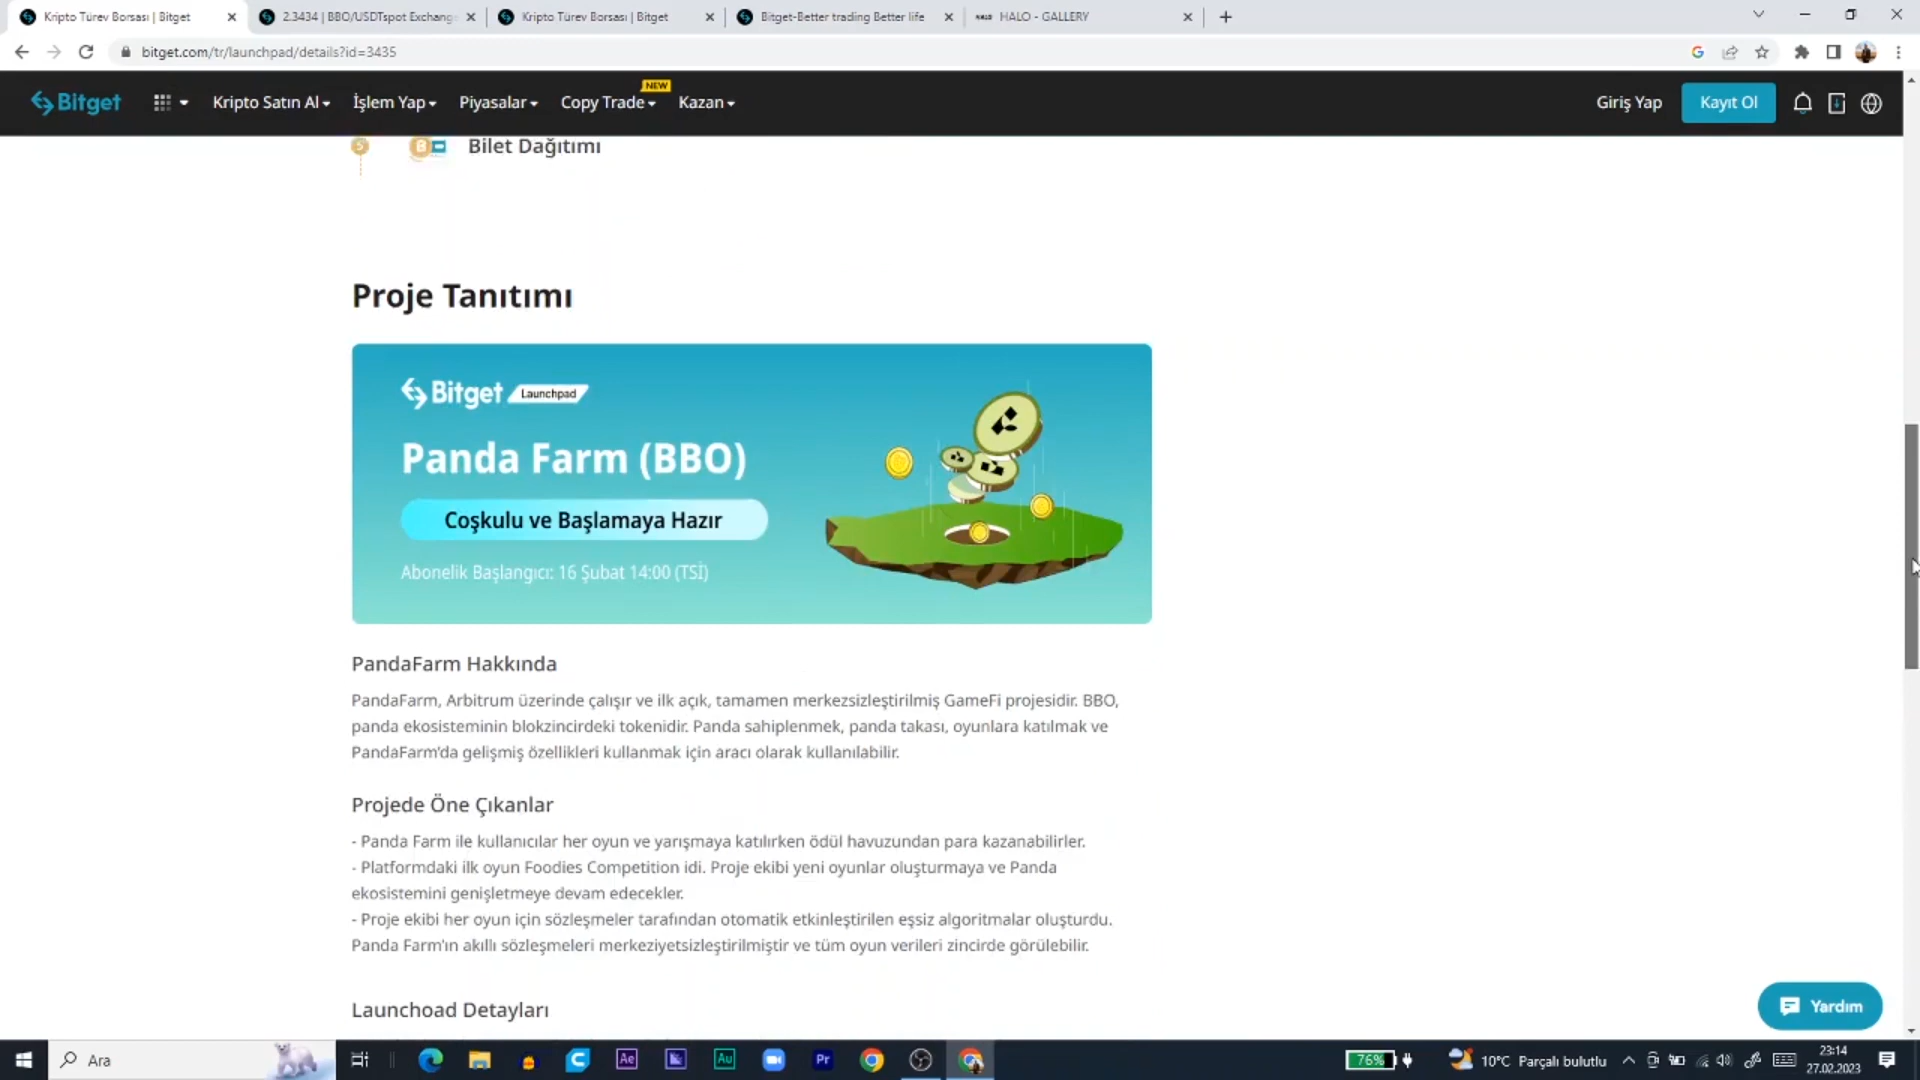 Kripto Türev Borsası | Bitget
2.3434 | BBO/USDTspot Exchang
Kripto Türev Borsası | Bitget
Bitget-Better trading Better life
HALO HALO - GALLERY
bitget.com/tr/launchpad/details?id=3435
Bitget
Kripto Satın Al
İşlem Yap
Piyasalar
Copy Trade
NEW
Kazan
Giriş Yap
Kayıt Ol
5
Bilet Dağıtımı
Proje Tanıtımı
Bitget Launchpad
Panda Farm (BBO)
Coşkulu ve Başlamaya Hazır
Abonelik Başlangıcı: 16 Şubat 14:00 (TSİ)
PandaFarm Hakkında
PandaFarm, Arbitrum üzerinde çalışır ve ilk açık, tamamen merkezsizleştirilmiş GameFi projesidir. BBO,
panda ekosisteminin blokzincirdeki tokenidir. Panda sahiplenmek, panda takası, oyunlara katılmak ve
PandaFarm'da gelişmiş özellikleri kullanmak için aracı olarak kullanılabilir.
Projede Öne Çıkanlar
- Panda Farm ile kullanıcılar her oyun ve yarışmaya katılırken ödül havuzundan para kazanabilirler.
- Platformdaki ilk oyun Foodies Competition idi. Proje ekibi yeni oyunlar oluşturmaya ve Panda
ekosistemini genişletmeye devam edecekler.
- Proje ekibi her oyun için sözleşmeler tarafından otomatik etkinleştirilen eşsiz algoritmalar oluşturdu.
Panda Farm'ın akıllı sözleşmeleri merkeziyetsizleştirilmiştir ve tüm oyun verileri zincirde görülebilir.
Launchoad Detayları
Yardım
Ara
Ae
Au
Pr
76%
10°C Parçalı bulutlu
23:14
27.02.2023